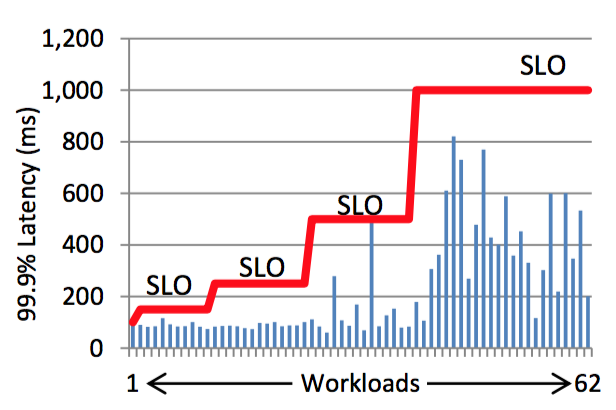 1,200
SLO
1,000
800
600
SLO
400
SLO
SLO
200
0
99.9% Latency (ms)
1 Workloads 62